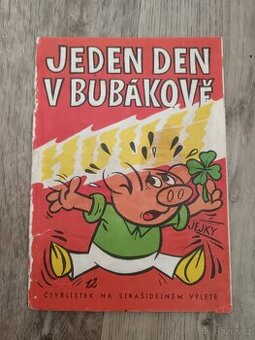 JEDEN DEN
V BUBÁKOVĚ
JEJKY
12
ČTYŘLÍSTEK NA STRAŠIDELNÉM VÝLETĚ